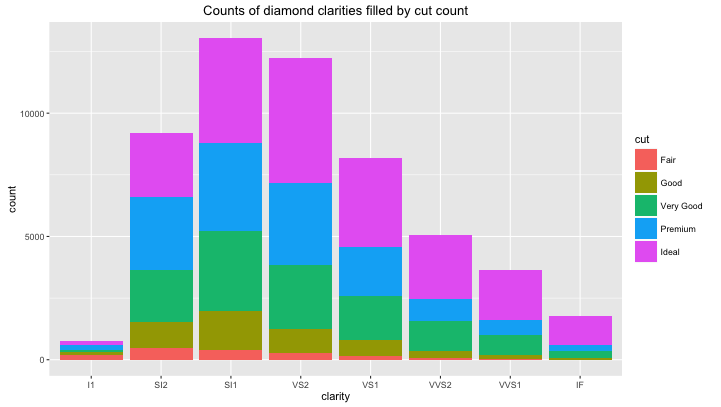 Counts of diamond clarities filled by cut count
count
10000
5000
0
I1 SI2 SI1 VS2 VS1 VVS2 VVS1 IF
clarity
cut
Fair
Good
Very Good
Premium
Ideal